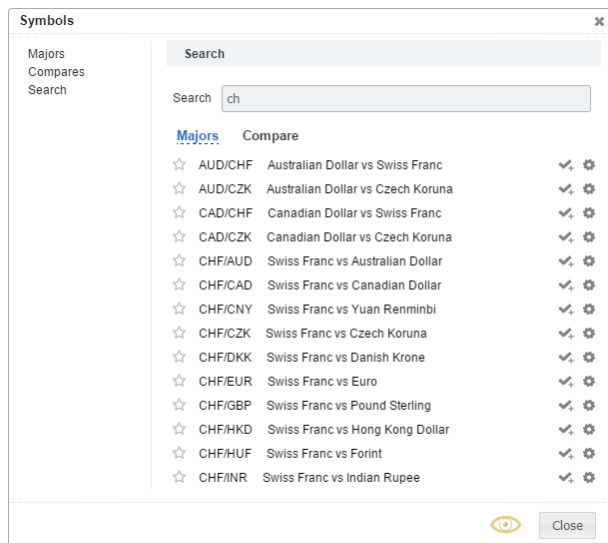 Symbols
Majors
Compares
Search
Search
Search ch
Majors Compare
AUD/CHF Australian Dollar vs Swiss Franc
AUD/CZK Australian Dollar vs Czech Koruna
CAD/CHF Canadian Dollar vs Swiss Franc
CAD/CZK Canadian Dollar vs Czech Koruna
CHF/AUD Swiss Franc vs Australian Dollar
CHF/CAD Swiss Franc vs Canadian Dollar
CHF/CNY Swiss Franc vs Yuan Renminbi
CHF/CZK Swiss Franc vs Czech Koruna
CHF/DKK Swiss Franc vs Danish Krone
CHF/EUR Swiss Franc vs Euro
CHF/GBP Swiss Franc vs Pound Sterling
CHF/HKD Swiss Franc vs Hong Kong Dollar
CHF/HUF Swiss Franc vs Forint
CHF/INR Swiss Franc vs Indian Rupee
Close